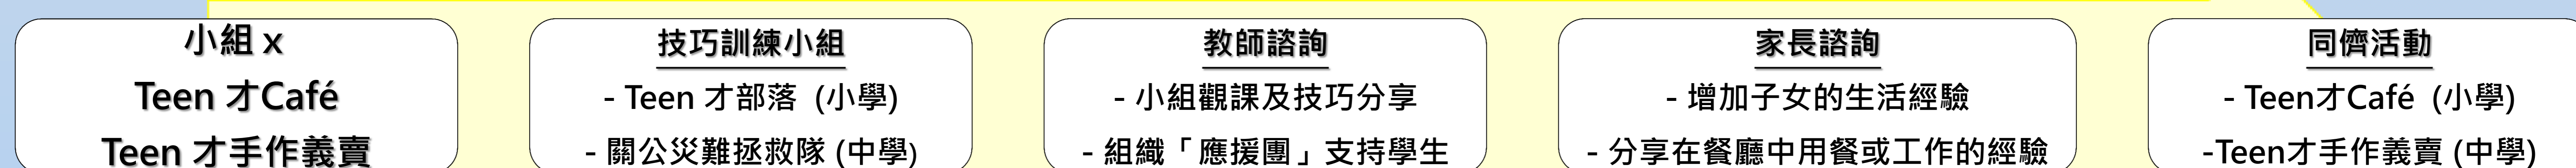 小組 x
Teen 才Café
Teen 才手作義賣
技巧訓練小組
- Teen 才部落 (小學)
- 關公災難拯救隊 (中學)
教師諮詢
- 小組觀課及技巧分享
- 組織「應援團」支持學生
家長諮詢
- 增加子女的生活經驗
- 分享在餐廳中用餐或工作的經驗
同儕活動
- Teen才Café (小學)
-Teen才手作義賣 (中學)